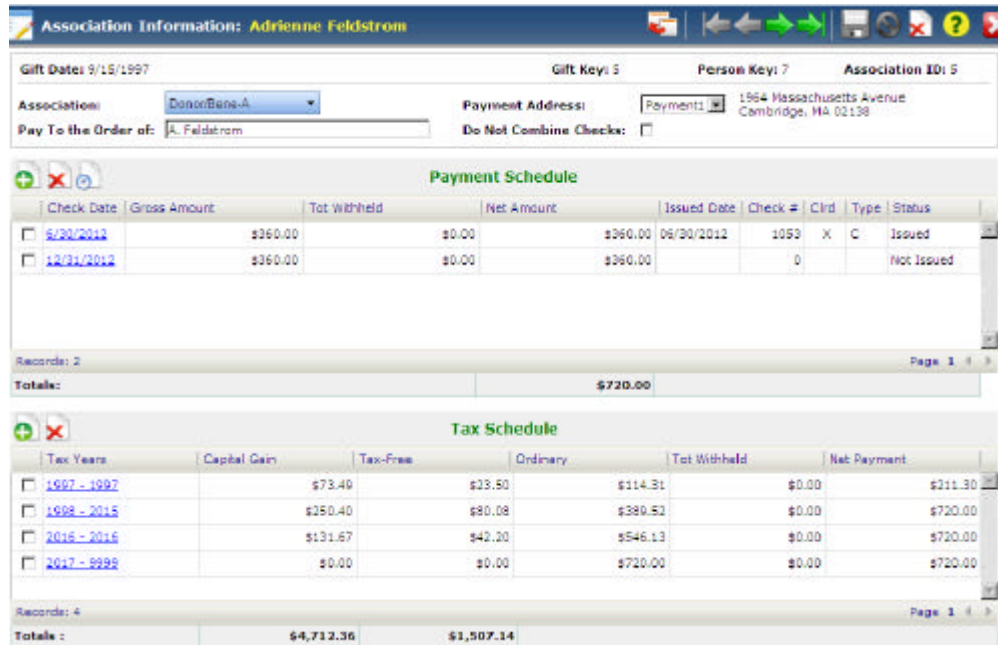 Association Information: Adrienne Feldstrom
Gift Date: 9/15/1997 Gift Key: 5 Person Key: 7 Association ID: 5
Association: Donor/Bene-A Payment Address: Payment1 1964 Massachusetts Avenue
Cambridge, MA 02138
Pay To the Order of: A. Feldstrom Do Not Combine Checks:
Payment Schedule
Check Date Gross Amount Tot Withheld Net Amount Issued Date Check # Clrd Type Status
6/30/2012 $360.00 $0.00 $360.00 06/30/2012 1053 X C Issued
12/31/2012 $360.00 $0.00 $360.00 0 Not Issued
Records: 2 Page 1
Totals: $720.00
Tax Schedule
Tax Years Capital Gain Tax-Free Ordinary Tot Withheld Net Payment
1997 - 1997 $73.49 $23.50 $114.31 $0.00 $211.30
1998 - 2015 $250.40 $80.08 $389.52 $0.00 $720.00
2016 - 2016 $131.67 $42.20 $546.13 $0.00 $720.00
2017 - 9999 $0.00 $0.00 $720.00 $0.00 $720.00
Records: 4 Page 1
Totals : $4,712.36 $1,507.14